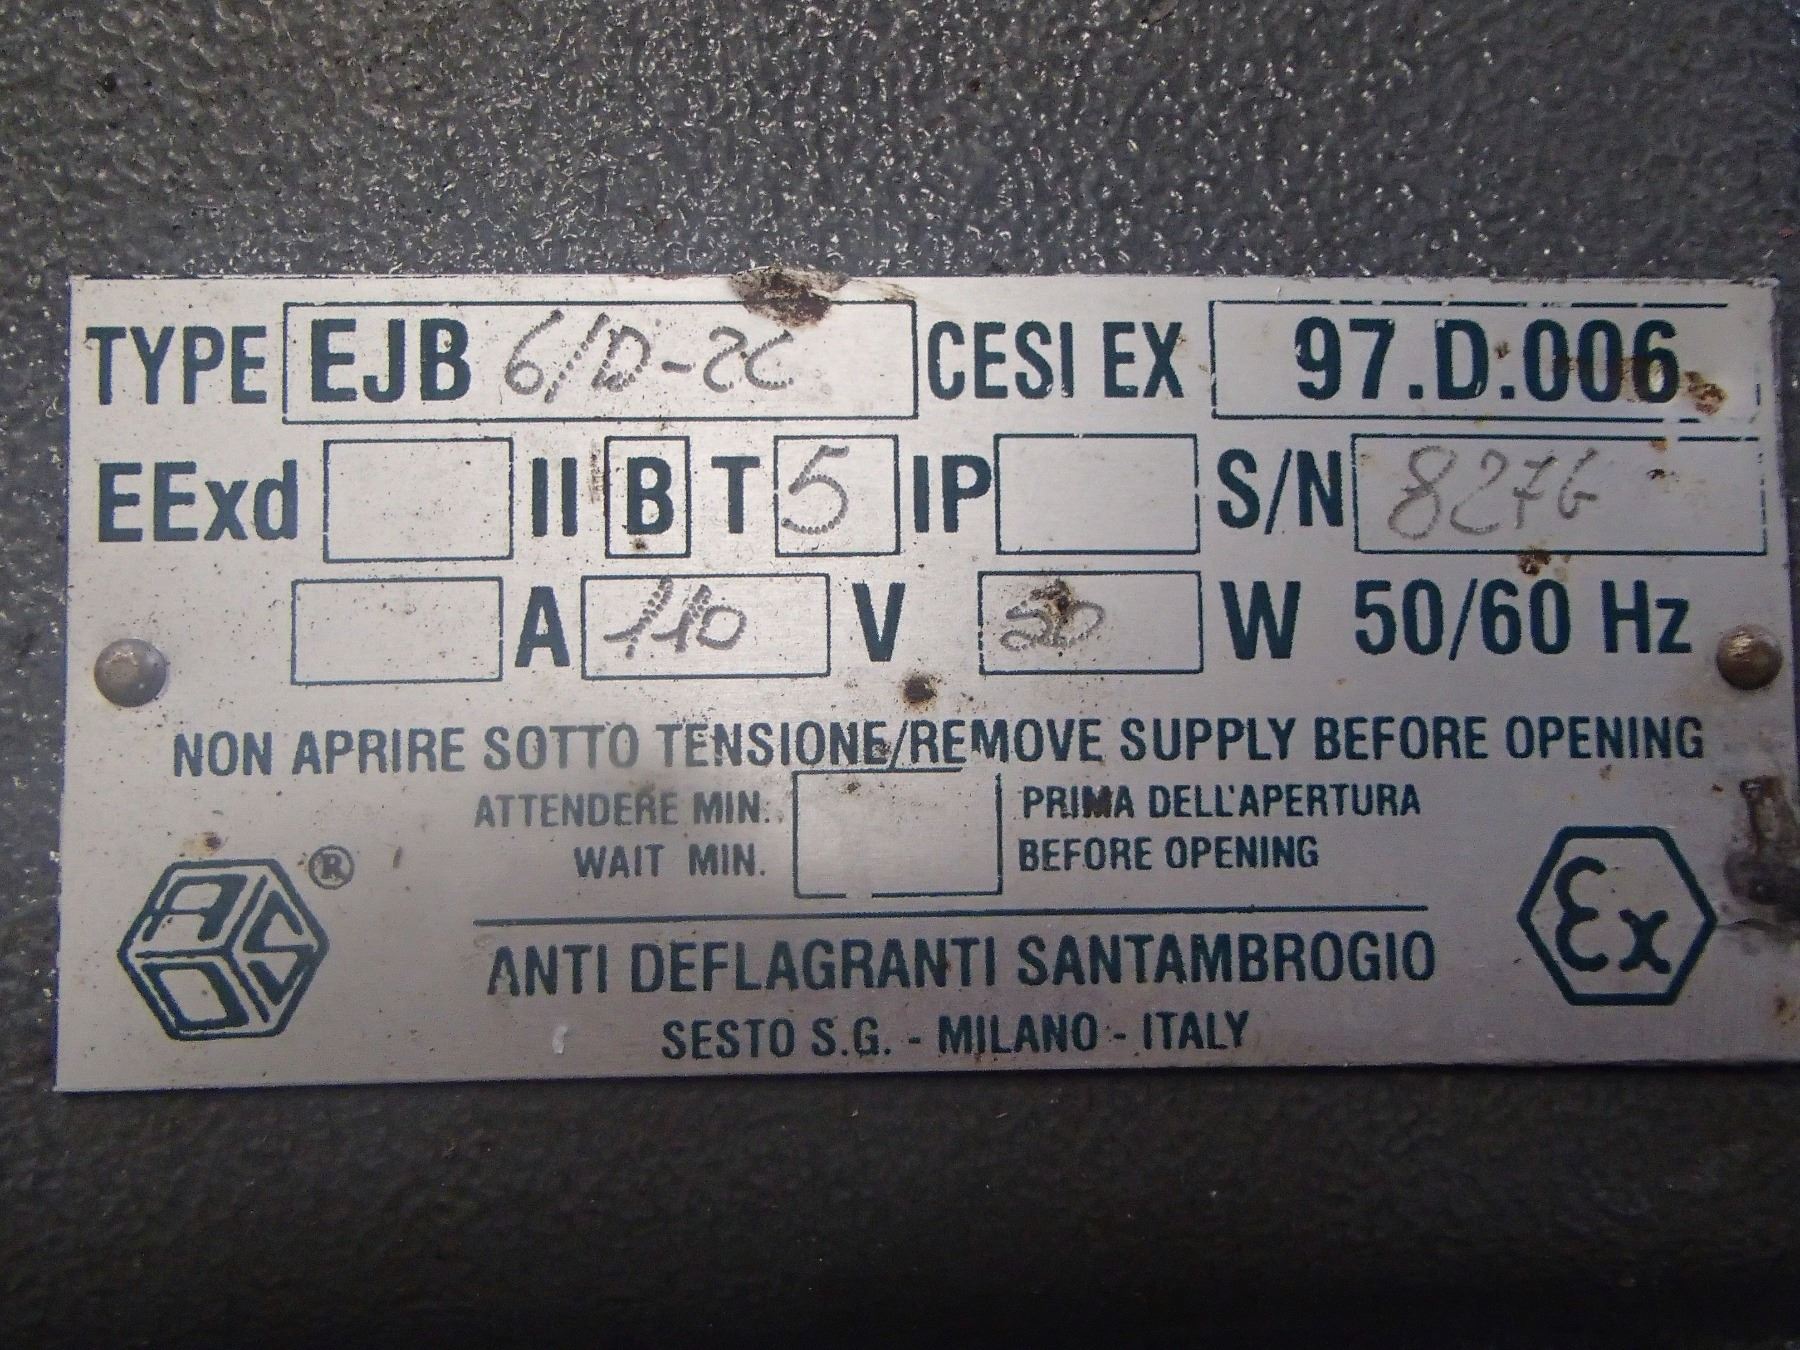 TYPE EJB 6/D-2C CESI EX 97.D.006
EExd II B T 5 IP S/N 8276
A 110 V 20 W 50/60 Hz
NON APRIRE SOTTO TENSIONE/REMOVE SUPPLY BEFORE OPENING
ATTENDERE MIN. PRIMA DELL'APERTURA
WAIT MIN. BEFORE OPENING
ASD ®
Ex
ANTI DEFLAGRANTI SANTAMBROGIO
SESTO S.G. - MILANO - ITALY